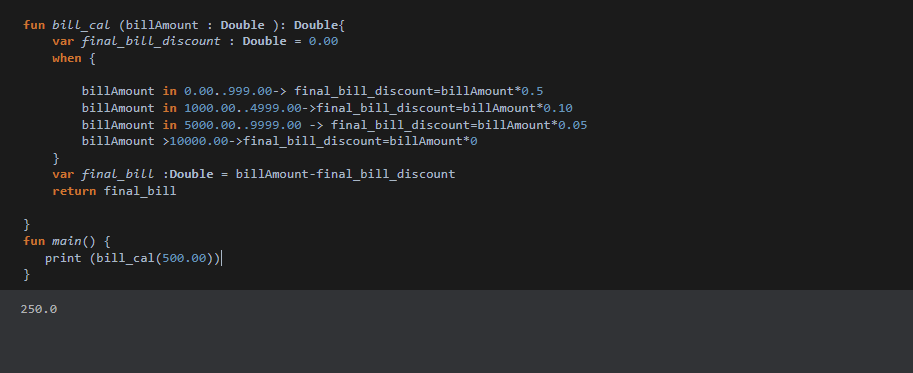 fun bill_cal (billAmount : Double ): Double{
    var final_bill_discount : Double = 0.00
    when {
        billAmount in 0.00..999.00-> final_bill_discount=billAmount*0.5
        billAmount in 1000.00..4999.00->final_bill_discount=billAmount*0.10
        billAmount in 5000.00..9999.00 -> final_bill_discount=billAmount*0.05
        billAmount >10000.00->final_bill_discount=billAmount*0
    }
    var final_bill :Double = billAmount-final_bill_discount
    return final_bill
}
fun main() {
   print (bill_cal(500.00))
}
250.0